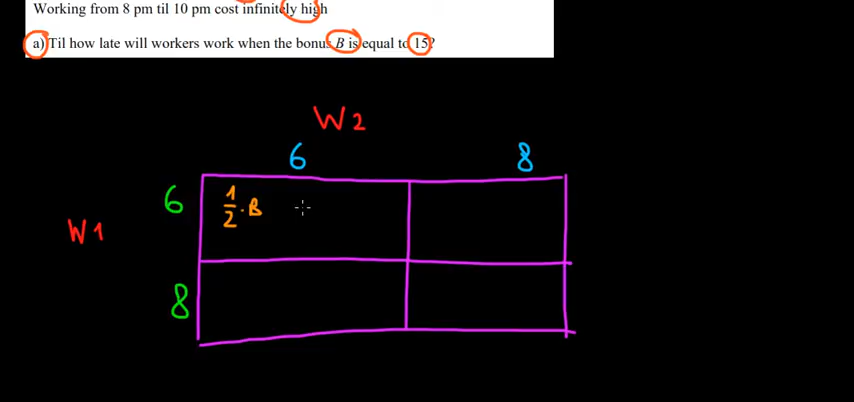 Working from 8 pm til 10 pm cost infinitely high
a) Til how late will workers work when the bonus B is equal to 15?
W2
6 8
6 1/2 · B
W1
8